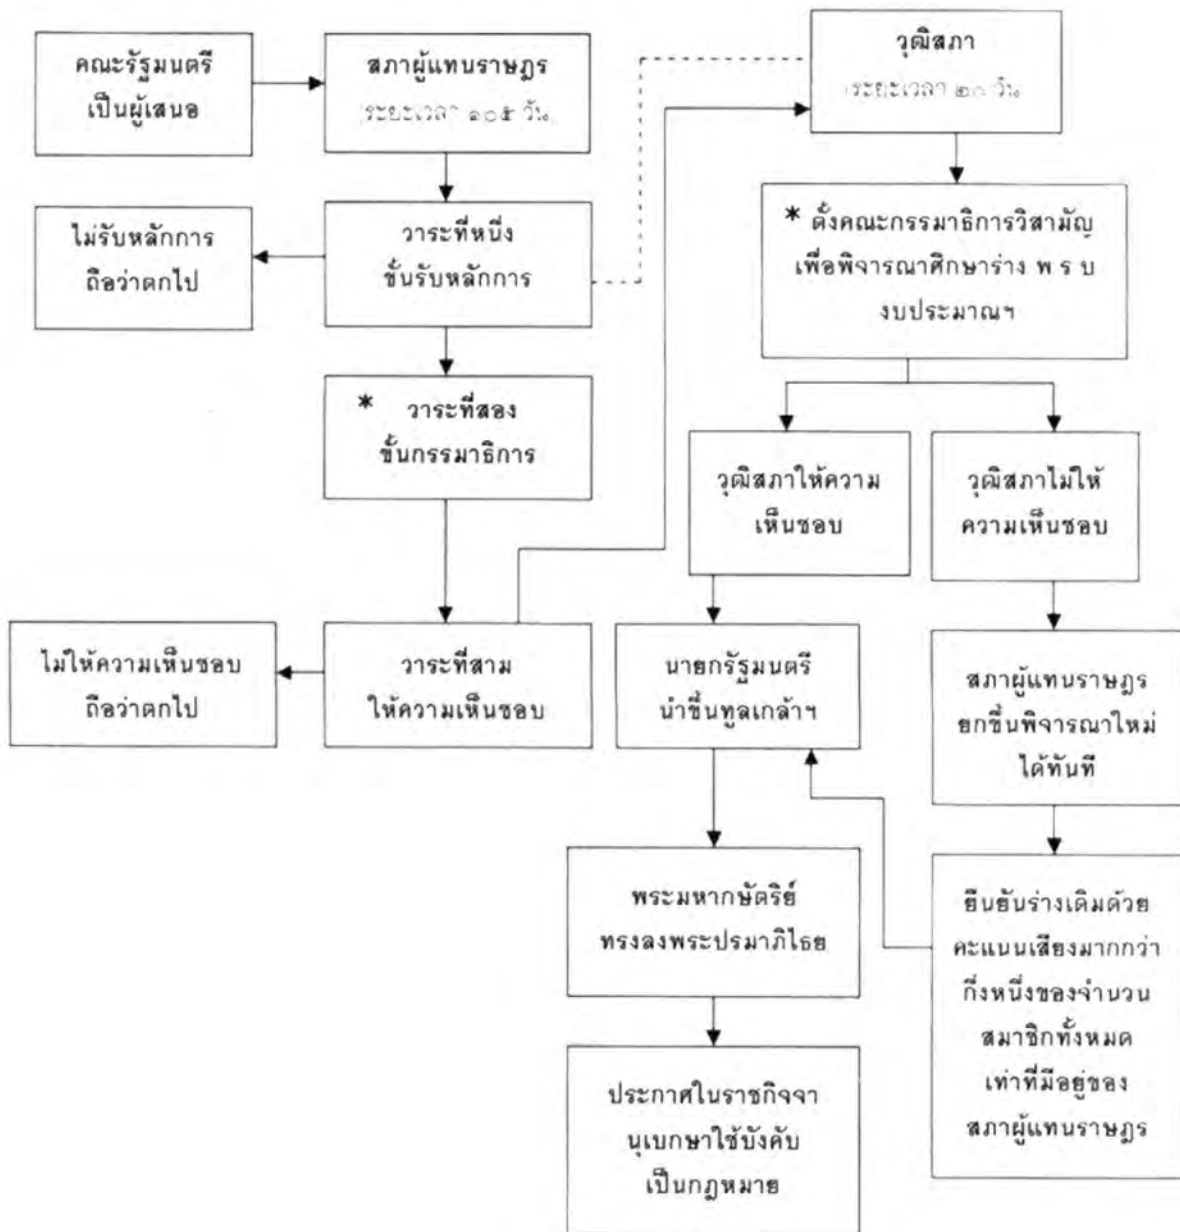 คณะรัฐมนตรี
เป็นผู้เสนอ
สภาผู้แทนราษฎร
(ระยะเวลา ๑๐๕ วัน)
วุฒิสภา
(ระยะเวลา ๒๐ วัน)
ไม่รับหลักการ
ถือว่าตกไป
วาระที่หนึ่ง
ขั้นรับหลักการ
* ตั้งคณะกรรมาธิการวิสามัญ
เพื่อพิจารณาศึกษาร่าง พ ร บ
งบประมาณฯ
* วาระที่สอง
ขั้นกรรมาธิการ
วุฒิสภาให้ความ
เห็นชอบ
วุฒิสภาไม่ให้
ความเห็นชอบ
ไม่ให้ความเห็นชอบ
ถือว่าตกไป
วาระที่สาม
ให้ความเห็นชอบ
นายกรัฐมนตรี
นำขึ้นทูลเกล้าฯ
สภาผู้แทนราษฎร
ยกขึ้นพิจารณาใหม่
ได้ทันที
พระมหากษัตริย์
ทรงลงพระปรมาภิไธย
ยืนยันร่างเดิมด้วย
คะแนนเสียงมากกว่า
กึ่งหนึ่งของจำนวน
สมาชิกทั้งหมด
เท่าที่มีอยู่ของ
สภาผู้แทนราษฎร
ประกาศในราชกิจจา
นุเบกษาใช้บังคับ
เป็นกฎหมาย